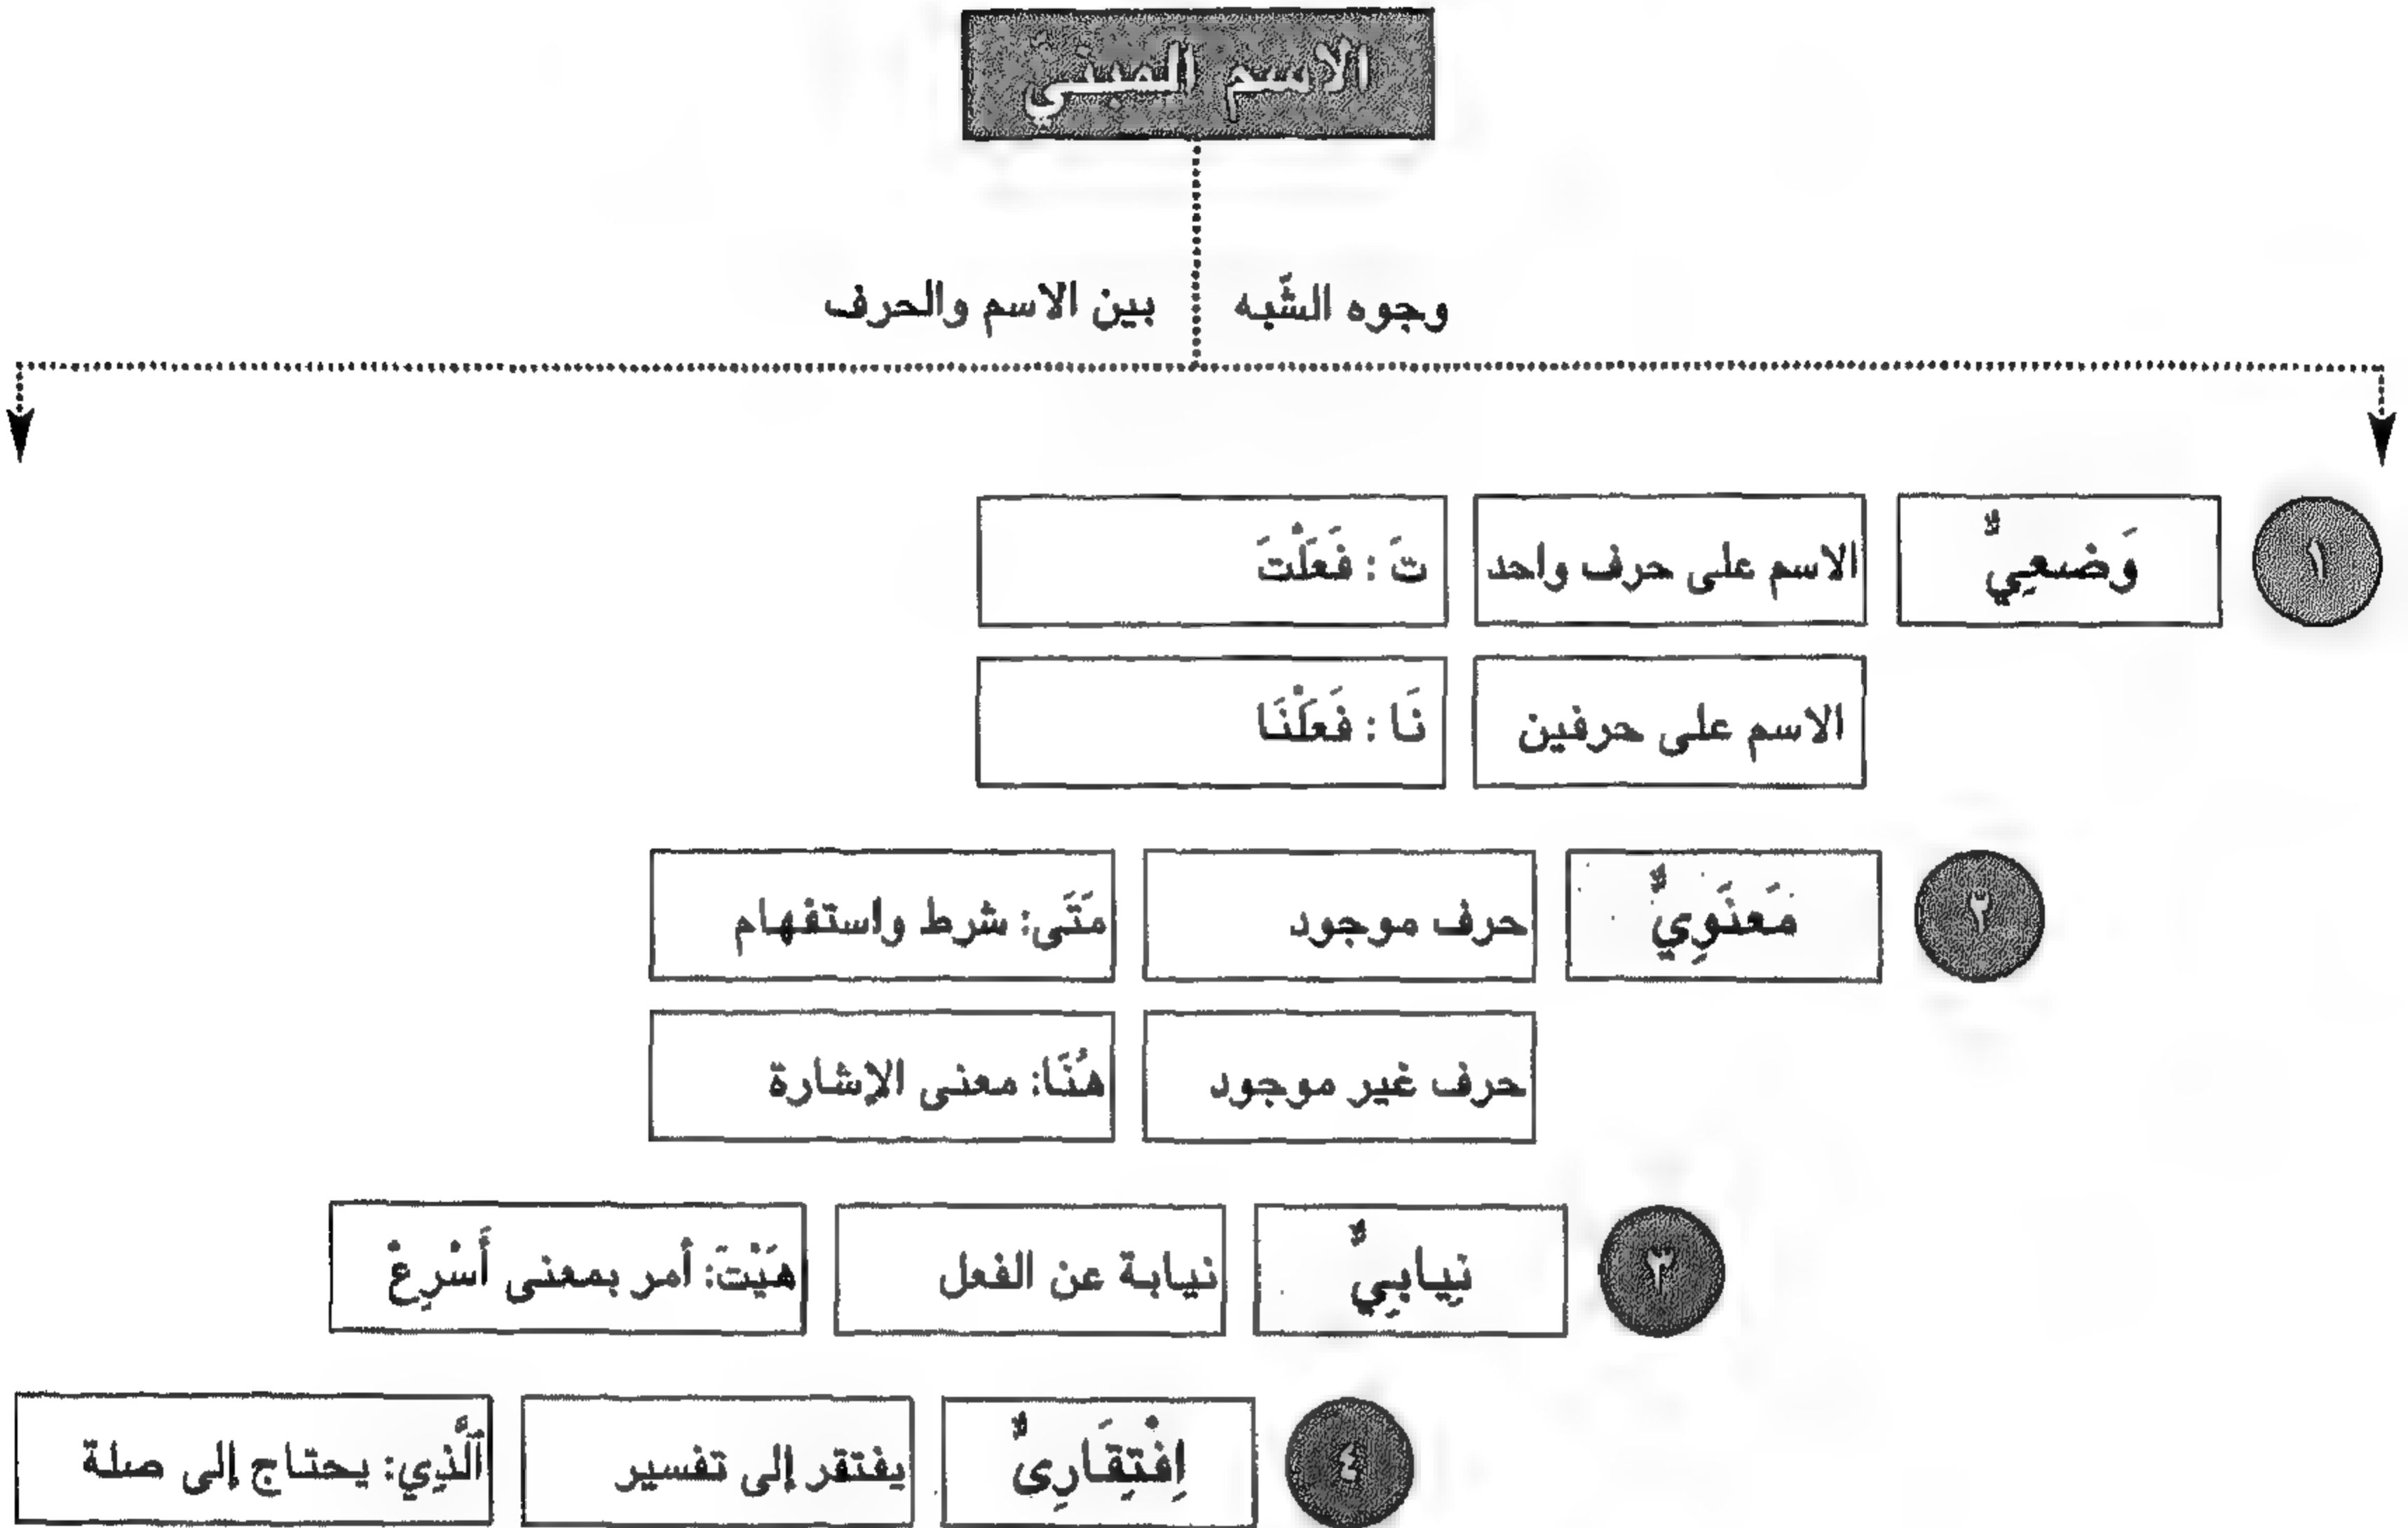 الاسم المبنيّ
وجوه الشّبه بين الاسم والحرف
١ وَضعِيٌّ الاسم على حرف واحد تَ : فَعَلْتَ
الاسم على حرفين نَا : فَعَلْنَا
٢ مَعنَوِيٌّ حرف موجود مَتَى: شرط واستفهام
حرف غير موجود هُنَا: معنى الإشارة
٣ نِيابِيٌّ نيابة عن الفعل هَيْتَ: أمر بمعنى أَسْرِعْ
٤ اِفْتِقَارِىٌّ يفتقر إلى تفسير اَلَّذِي: يحتاج إلى صلة